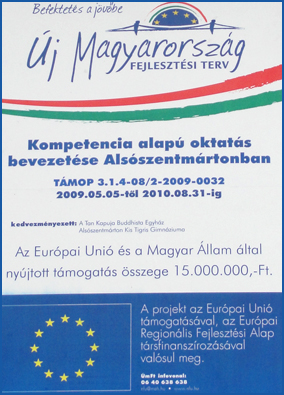 Befektetés a jövőbe
Új Magyarország
FEJLESZTÉSI TERV
Kompetencia alapú oktatás
bevezetése Alsószentmártonban
TÁMOP 3.1.4-08/2-2009-0032
2009.05.05-től 2010.08.31-ig
kedvezményezett: A Tan Kapuja Buddhista Egyház
Alsószentmárton Kis Tigris Gimnáziuma
Az Európai Unió és a Magyar Állam által
nyújtott támogatás összege 15.000.000,-Ft.
A projekt az Európai Unió
támogatásával, az Európai
Regionális Fejlesztési Alap
társfinanszírozásával
valósul meg.
ÚMFT infovonal:
06 40 638 638